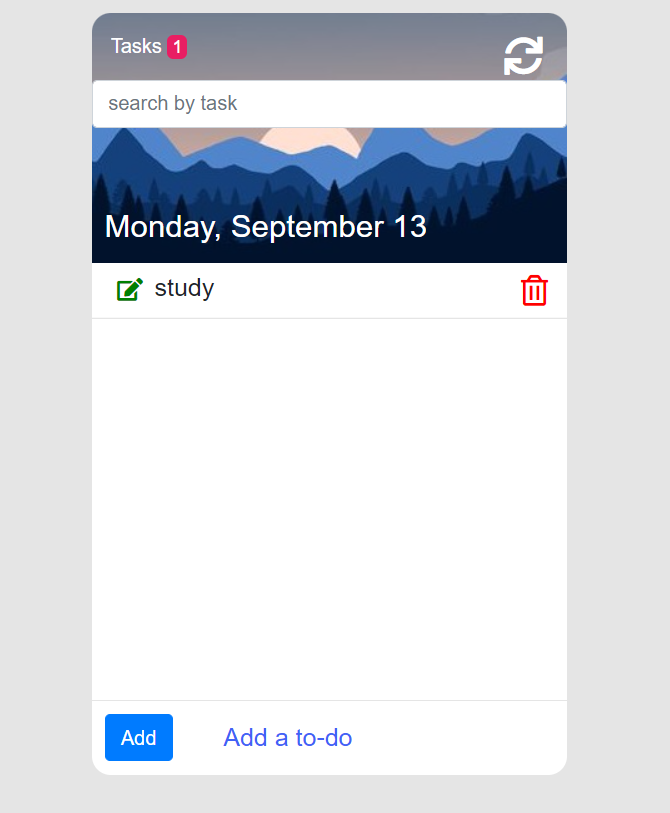 Tasks 1
search by task
Monday, September 13
study
Add Add a to-do